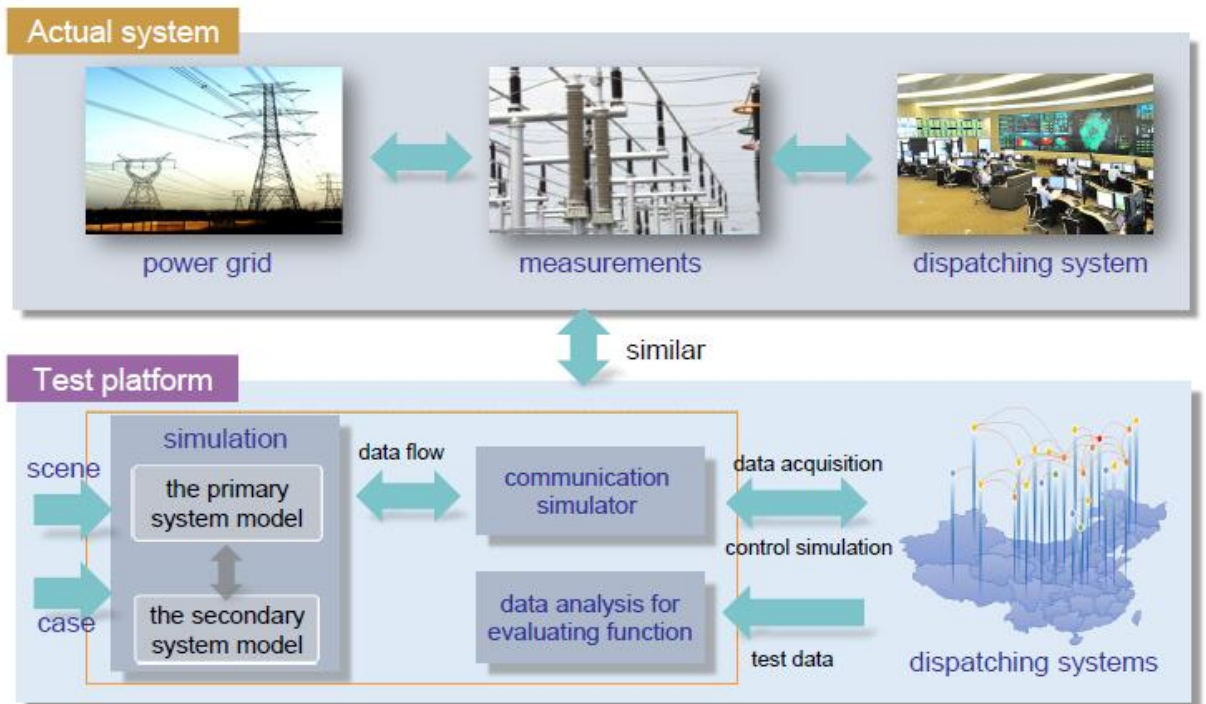 Actual system
power grid
measurements
dispatching system
similar
Test platform
scene
case
simulation
the primary
system model
the secondary
system model
data flow
communication
simulator
data analysis for
evaluating function
data acquisition
control simulation
test data
dispatching systems